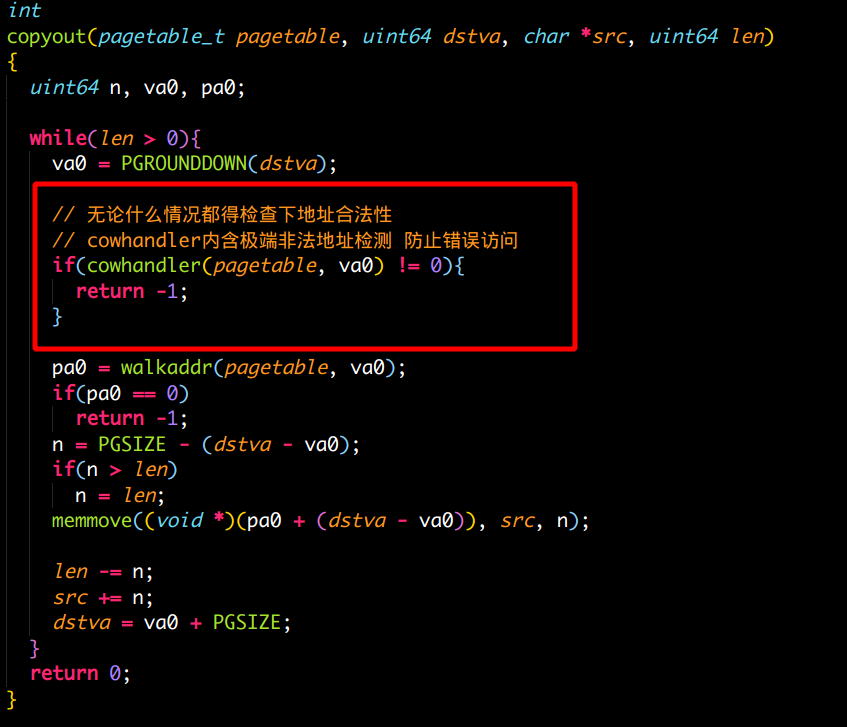 int
copyout(pagetable_t pagetable, uint64 dstva, char *src, uint64 len)
{
  uint64 n, va0, pa0;

  while(len > 0){
    va0 = PGROUNDDOWN(dstva);

    // 无论什么情况都得检查下地址合法性
    // cowhandler内含极端非法地址检测 防止错误访问
    if(cowhandler(pagetable, va0) != 0){
      return -1;
    }

    pa0 = walkaddr(pagetable, va0);
    if(pa0 == 0)
      return -1;
    n = PGSIZE - (dstva - va0);
    if(n > len)
      n = len;
    memmove((void *)(pa0 + (dstva - va0)), src, n);

    len -= n;
    src += n;
    dstva = va0 + PGSIZE;
  }
  return 0;
}